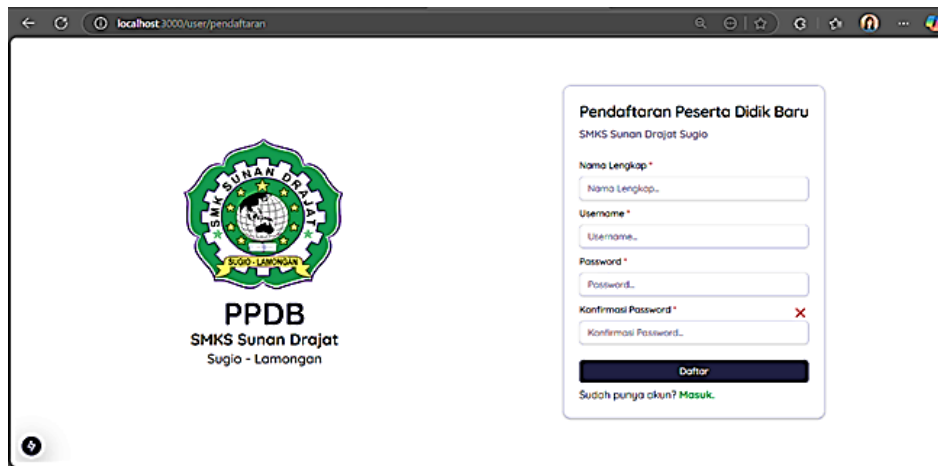 localhost:3000/user/pendaftaran
SMK SUNAN DRAJAT
SUGIO - LAMONGAN
PPDB
SMKS Sunan Drajat
Sugio - Lamongan
Pendaftaran Peserta Didik Baru
SMKS Sunan Drajat Sugio
Nama Lengkap *
Nama Lengkap...
Username *
Username...
Password *
Password...
Konfirmasi Password *
Konfirmasi Password...
Daftar
Sudah punya akun? Masuk.